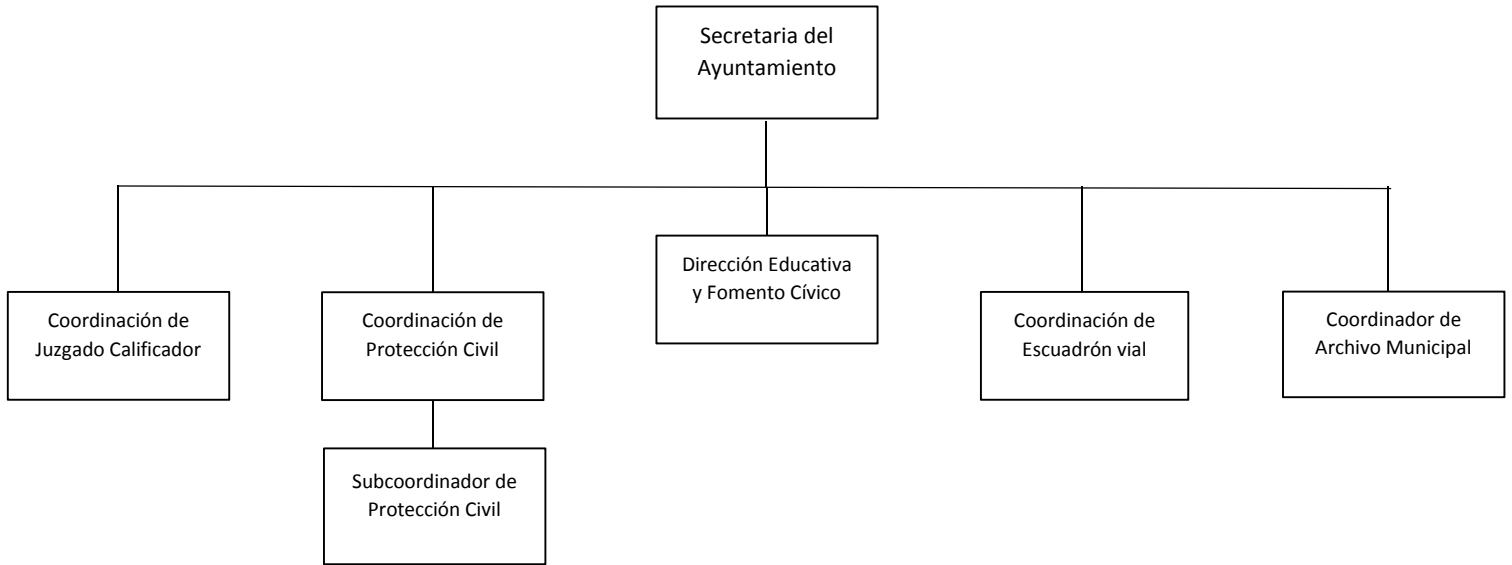 Secretaria del
Ayuntamiento
Dirección Educativa
y Fomento Cívico
Coordinación de
Juzgado Calificador
Coordinación de
Protección Civil
Coordinación de
Escuadrón vial
Coordinador de
Archivo Municipal
Subcoordinador de
Protección Civil